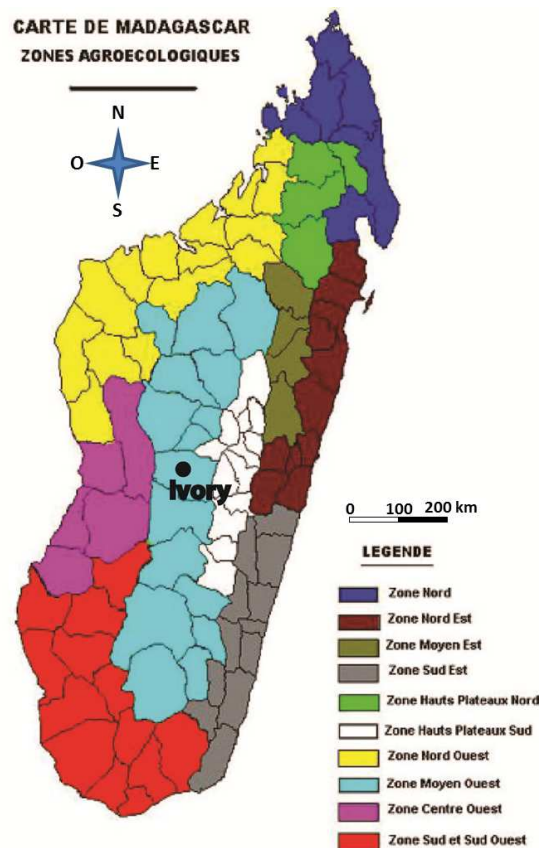 CARTE DE MADAGASCAR
ZONES AGROECOLOGIQUES
N
O E
S
Ivory
0 100 200 km
LEGENDE
Zone Nord
Zone Nord Est
Zone Moyen Est
Zone Sud Est
Zone Hauts Plateaux Nord
Zone Hauts Plateaux Sud
Zone Nord Ouest
Zone Moyen Ouest
Zone Centre Ouest
Zone Sud et Sud Ouest